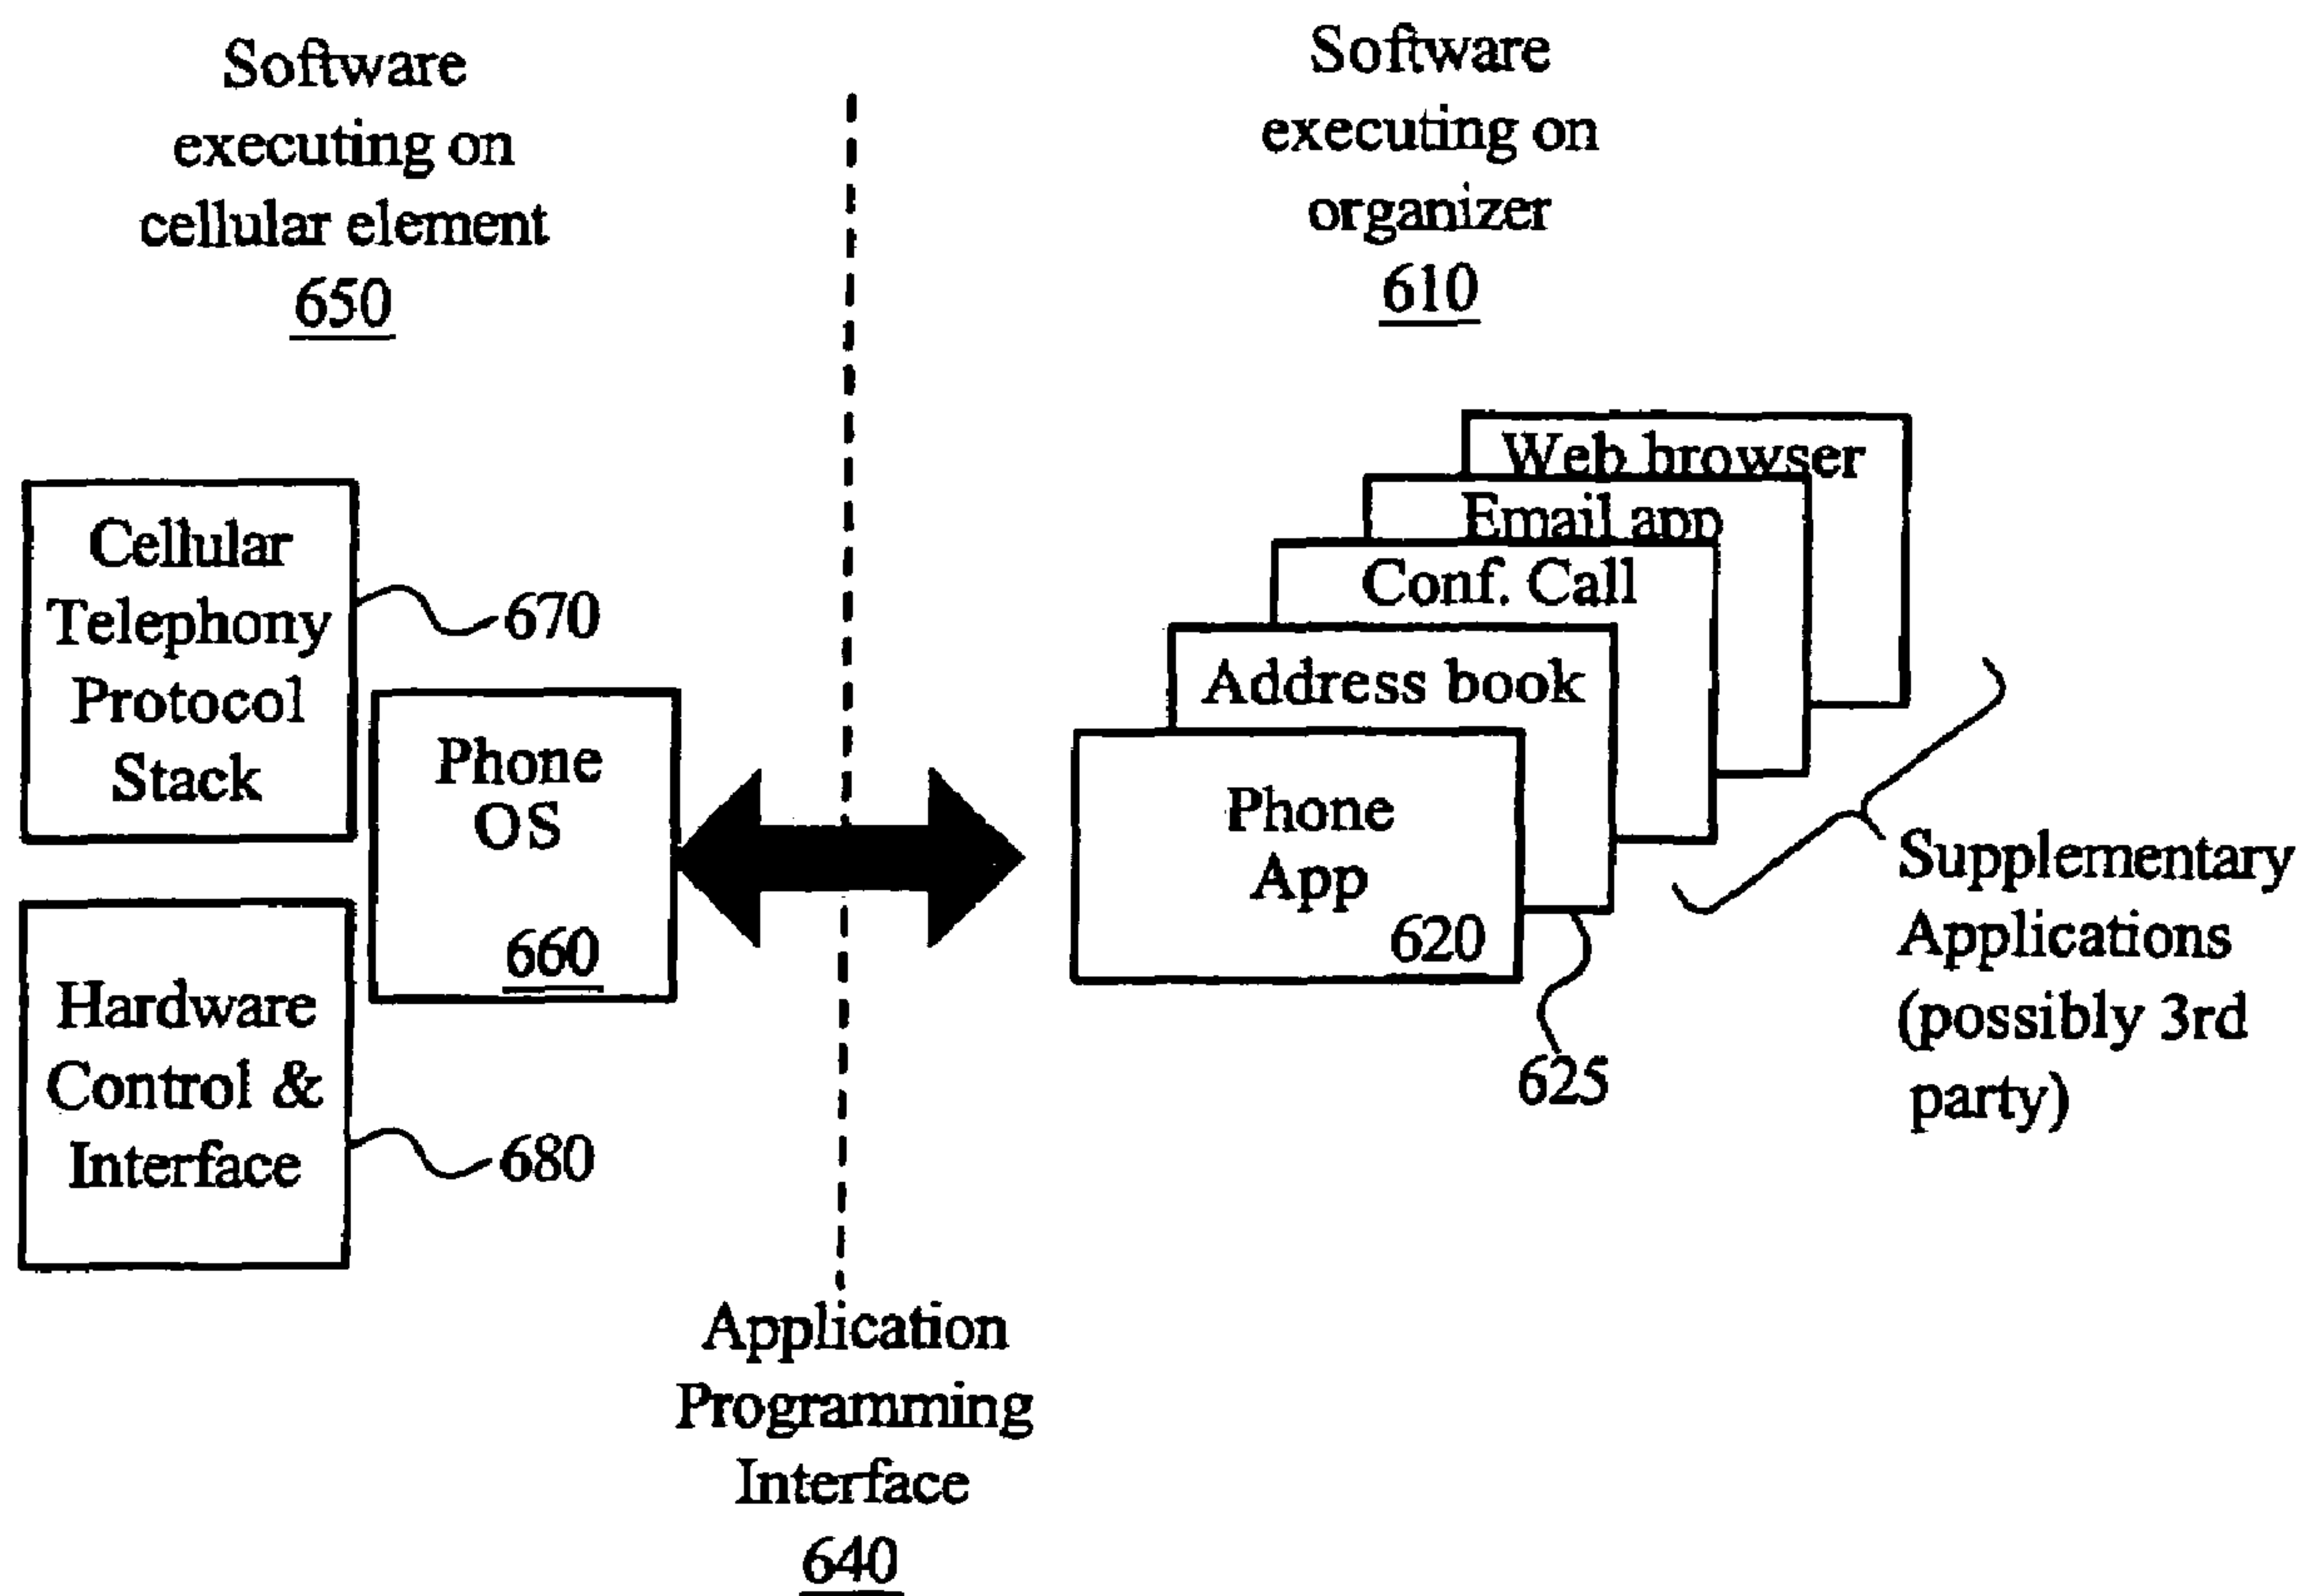 Software
executing on
cellular element
650
Software
executing on
organizer
610
Cellular
Telephony
Protocol
Stack
670
Phone
OS
660
Hardware
Control &
Interface
680
Web browser
Email app
Conf. Call
Address book
Phone
App
620
625
Supplementary
Applications
(possibly 3rd
party)
Application
Programming
Interface
640